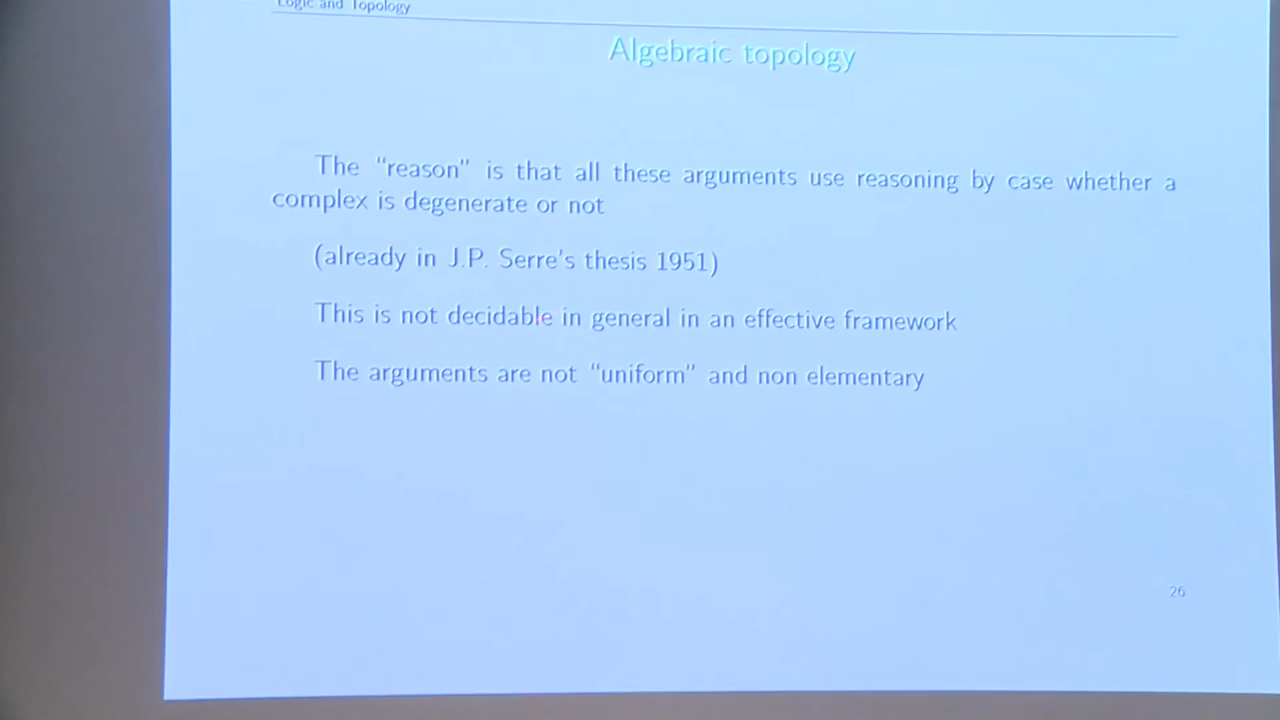 Logic and Topology
Algebraic topology
The “reason” is that all these arguments use reasoning by case whether a
complex is degenerate or not
(already in J.P. Serre's thesis 1951)
This is not decidable in general in an effective framework
The arguments are not “uniform” and non elementary
26